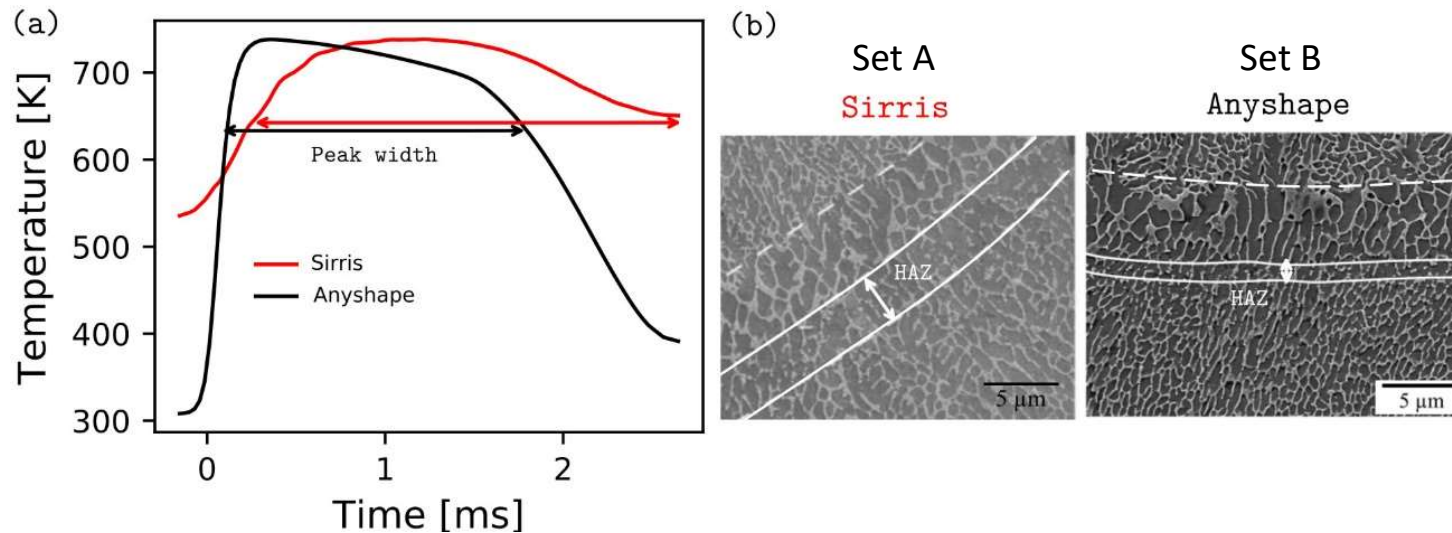 (a)
Temperature [K]
700
600
500
400
300
Peak width
Sirris
Anyshape
0
1
2
Time [ms]
(b)
Set A
Sirris
HAZ
5 µm
Set B
Anyshape
HAZ
5 µm